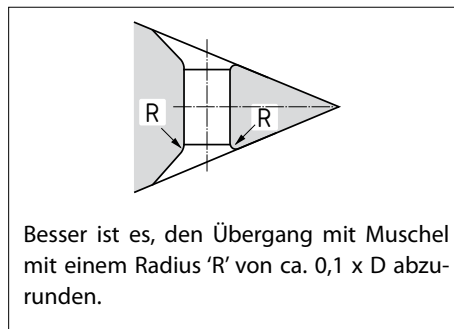 R
R
Besser ist es, den Übergang mit Muschel
mit einem Radius ‘R’ von ca. 0,1 x D abzu-
runden.